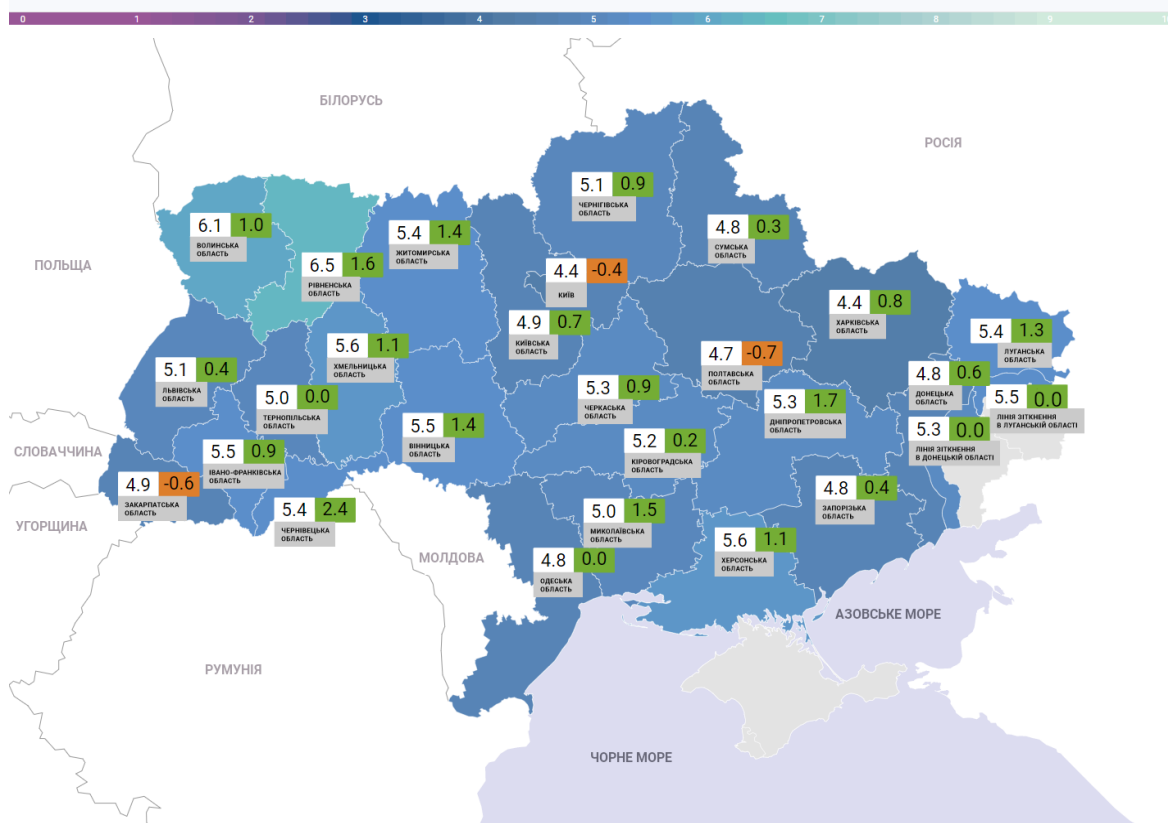 0 1 2 3 4 5 6 7 8 9 10
БІЛОРУСЬ
РОСІЯ
ПОЛЬЩА
СЛОВАЧЧИНА
УГОРЩИНА
РУМУНІЯ
МОЛДОВА
АЗОВСЬКЕ МОРЕ
ЧОРНЕ МОРЕ
5.1 0.9
ЧЕРНІГІВСЬКА
ОБЛАСТЬ
6.1 1.0
ВОЛИНСЬКА
ОБЛАСТЬ
5.4 1.4
ЖИТОМИРСЬКА
ОБЛАСТЬ
4.8 0.3
СУМСЬКА
ОБЛАСТЬ
6.5 1.6
РІВНЕНСЬКА
ОБЛАСТЬ
4.4 -0.4
КИЇВ
4.4 0.8
ХАРКІВСЬКА
ОБЛАСТЬ
4.9 0.7
КИЇВСЬКА
ОБЛАСТЬ
5.4 1.3
ЛУГАНСЬКА
ОБЛАСТЬ
5.6 1.1
ХМЕЛЬНИЦЬКА
ОБЛАСТЬ
4.7 -0.7
ПОЛТАВСЬКА
ОБЛАСТЬ
5.1 0.4
ЛЬВІВСЬКА
ОБЛАСТЬ
4.8 0.6
ДОНЕЦЬКА
ОБЛАСТЬ
5.0 0.0
ТЕРНОПІЛЬСЬКА
ОБЛАСТЬ
5.3 0.9
ЧЕРКАСЬКА
ОБЛАСТЬ
5.3 1.7
ДНІПРОПЕТРОВСЬКА
ОБЛАСТЬ
5.5 0.0
ЛІНІЯ ЗІТКНЕННЯ
В ЛУГАНСЬКІЙ ОБЛАСТІ
5.5 1.4
ВІННИЦЬКА
ОБЛАСТЬ
5.3 0.0
ЛІНІЯ ЗІТКНЕННЯ
В ДОНЕЦЬКІЙ ОБЛАСТІ
5.5 0.9
ІВАНО-ФРАНКІВСЬКА
ОБЛАСТЬ
5.2 0.2
КІРОВОГРАДСЬКА
ОБЛАСТЬ
4.9 -0.6
ЗАКАРПАТСЬКА
ОБЛАСТЬ
4.8 0.4
ЗАПОРІЗЬКА
ОБЛАСТЬ
5.4 2.4
ЧЕРНІВЕЦЬКА
ОБЛАСТЬ
5.0 1.5
МИКОЛАЇВСЬКА
ОБЛАСТЬ
5.6 1.1
ХЕРСОНСЬКА
ОБЛАСТЬ
4.8 0.0
ОДЕСЬКА
ОБЛАСТЬ